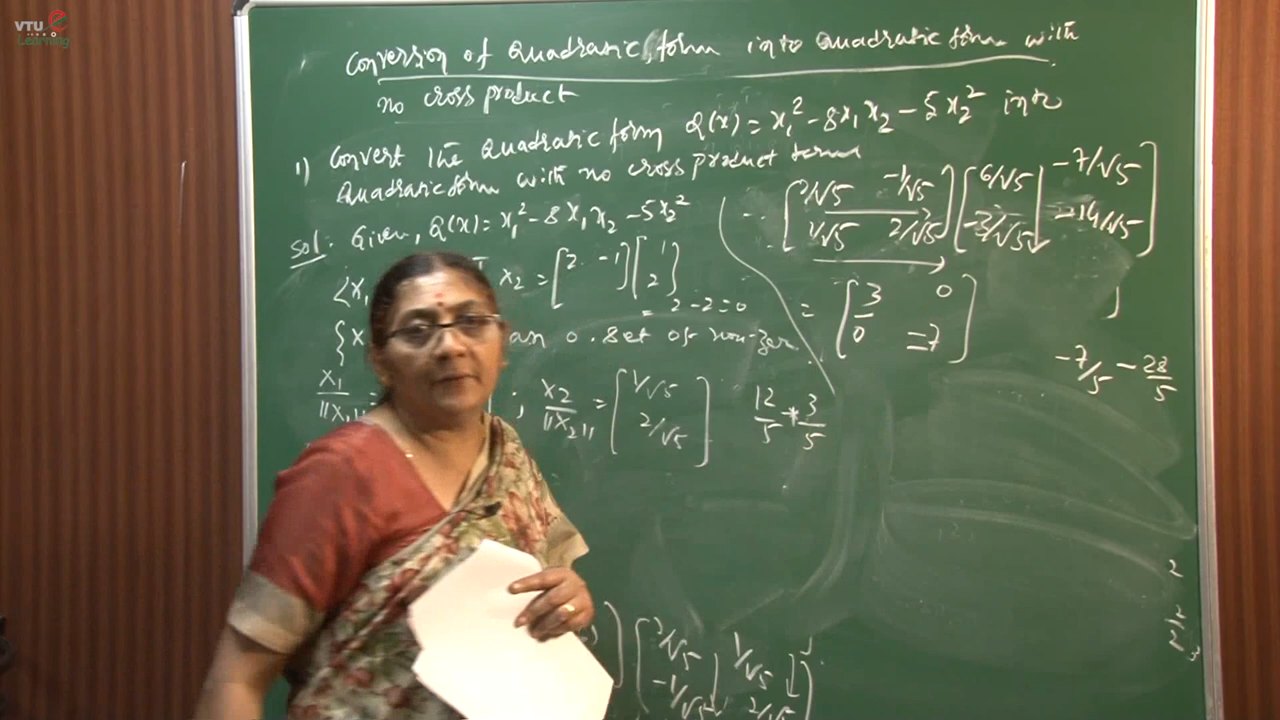 VTU e
Learning
Conversion of Quadratic form into Quadratic form with
no cross product
1) Convert the Quadratic form Q(x) = x₁² - 8x₁x₂ - 5x₂² into
Quadratic form with no cross product term
Sol. Given, Q(x) = x₁² - 8x₁x₂ - 5x₂²
x₂ = [2 -1] [1
2]
= 2 - 2 = 0
an o. set of non-zero
x₁/||x₁|| = ; x₂/||x₂|| = [1/√5
2/√5]
12/5 + 3/5
[2/√5 -1/√5] [6/√5 -7/√5]
[1/√5 2/√5] [-3/√5 -14/√5]
= [3 0]
[0 -7]
-7/5 - 28/5
[2/√5 1/√5]
[-1/√5 2/√5]